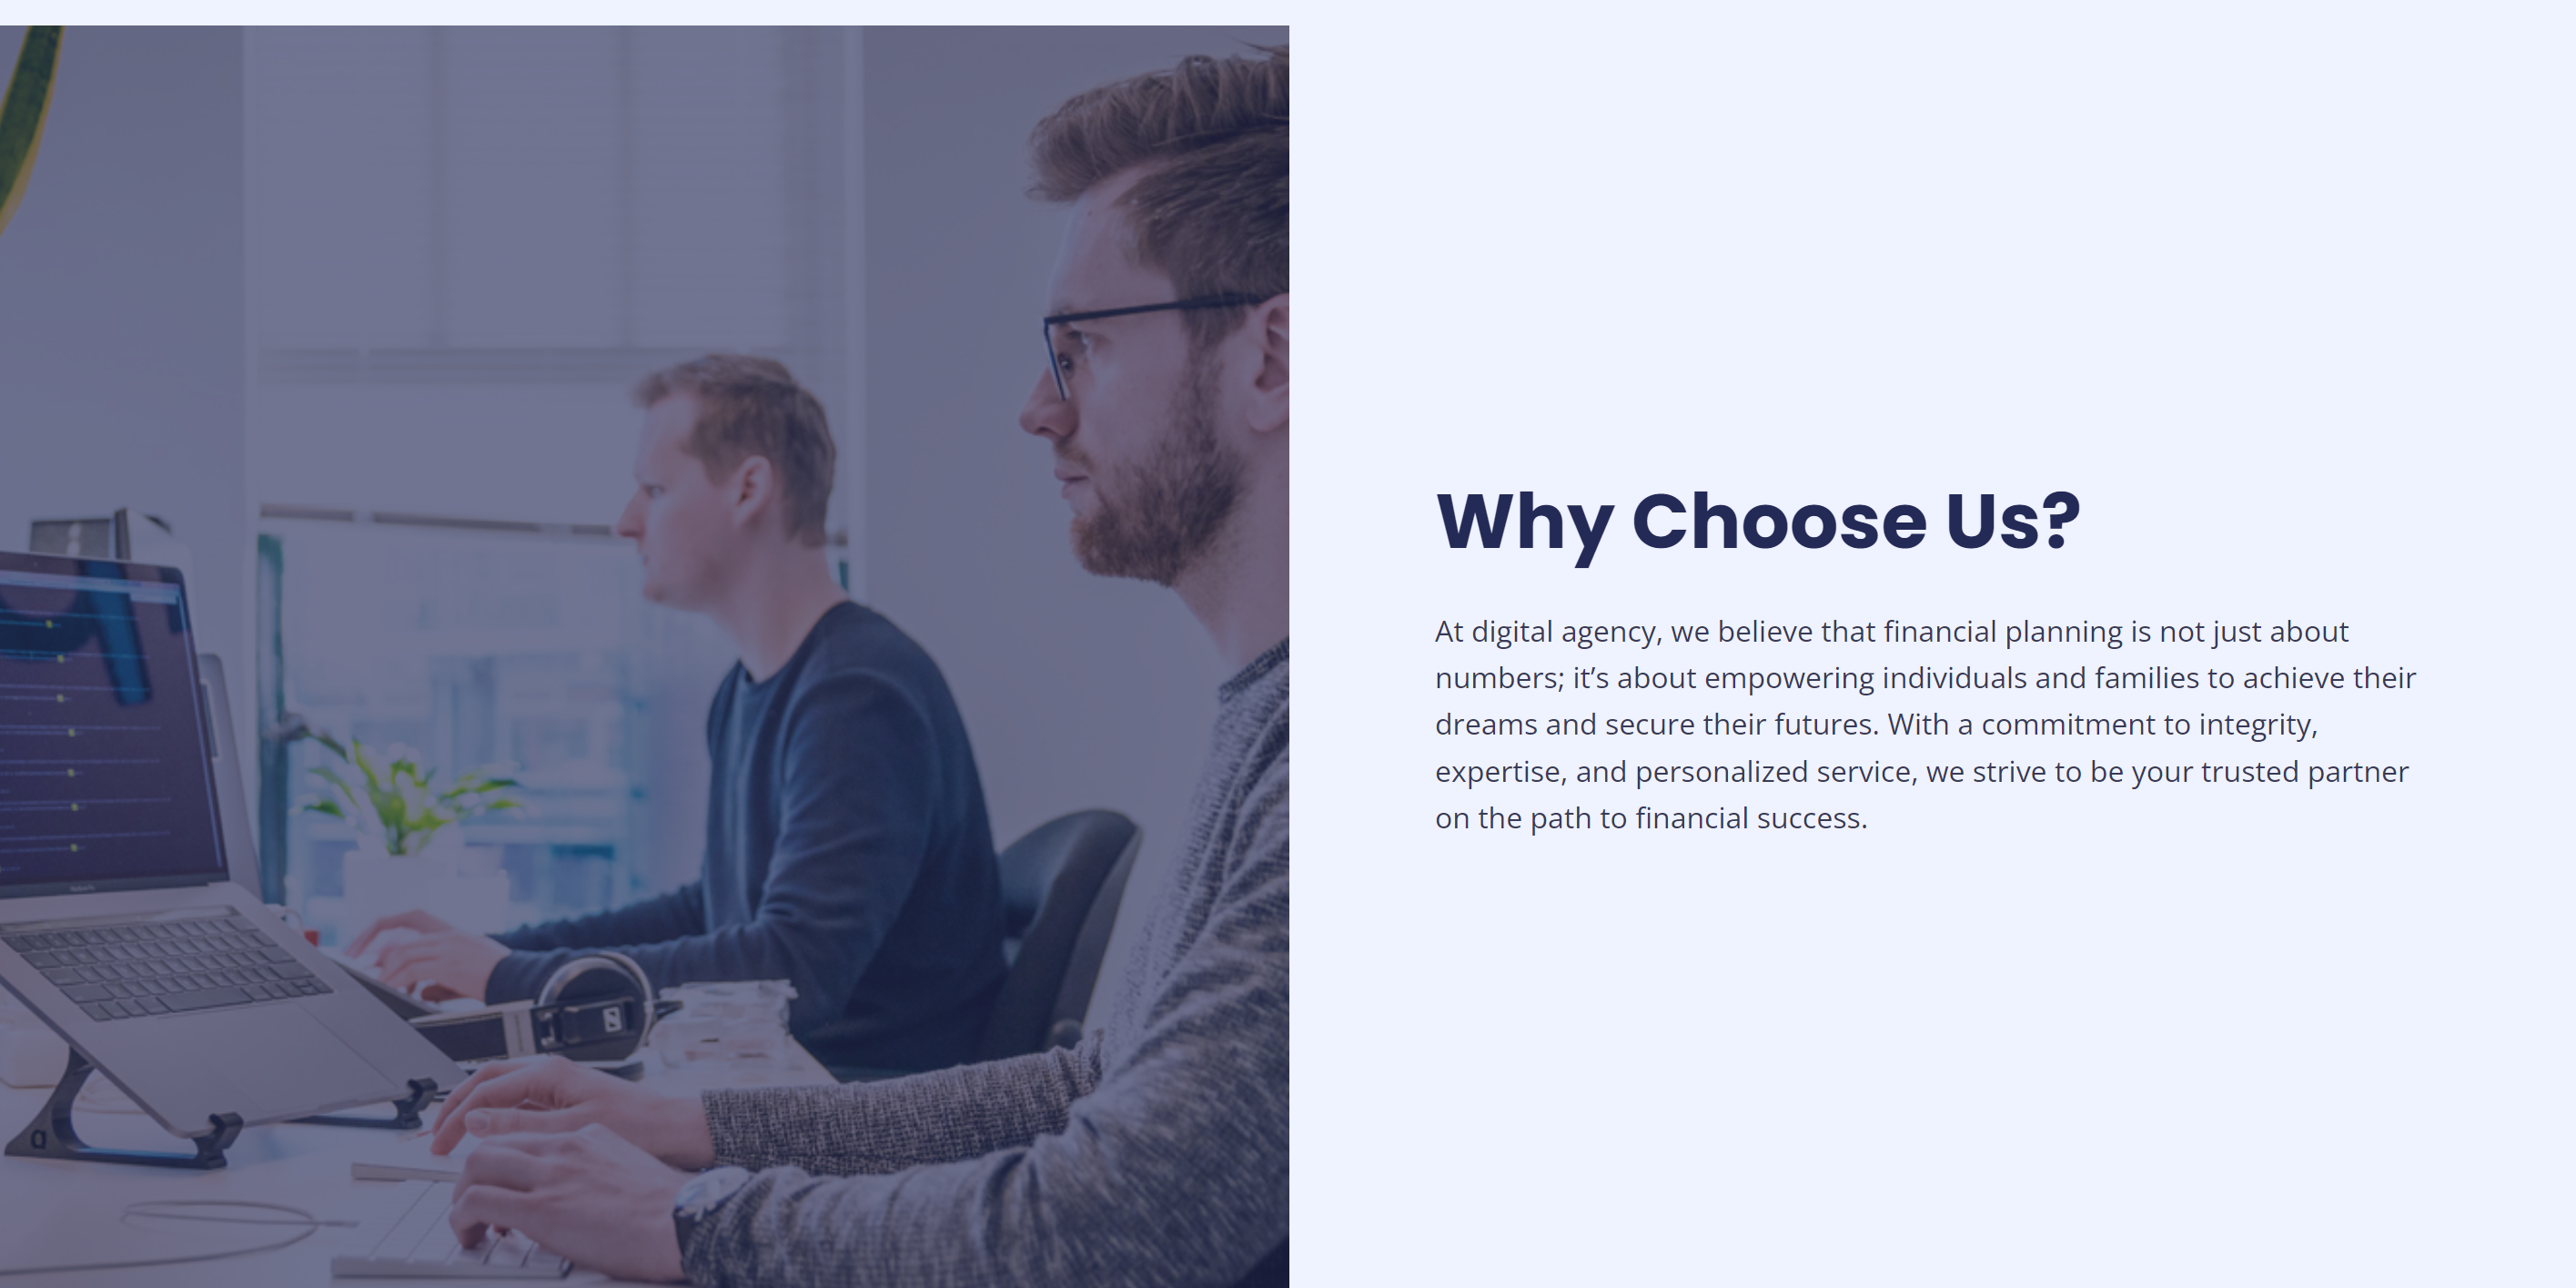 Why Choose Us?
At digital agency, we believe that financial planning is not just about
numbers; it’s about empowering individuals and families to achieve their
dreams and secure their futures. With a commitment to integrity,
expertise, and personalized service, we strive to be your trusted partner
on the path to financial success.